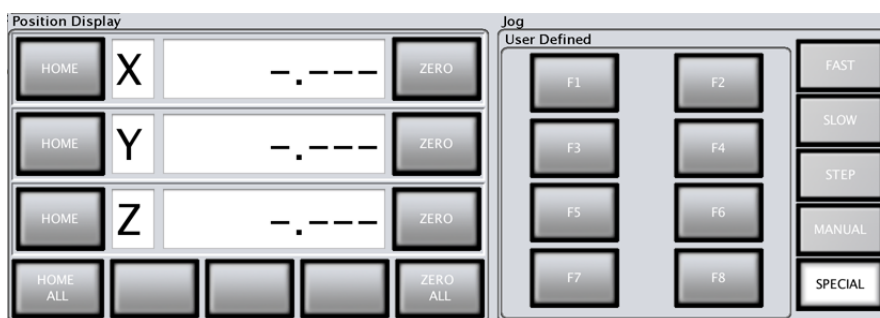 Position Display
HOME X -.--- ZERO
HOME Y -.--- ZERO
HOME Z -.--- ZERO
HOME ALL
ZERO ALL
Jog
User Defined
F1 F2
F3 F4
F5 F6
F7 F8
FAST
SLOW
STEP
MANUAL
SPECIAL